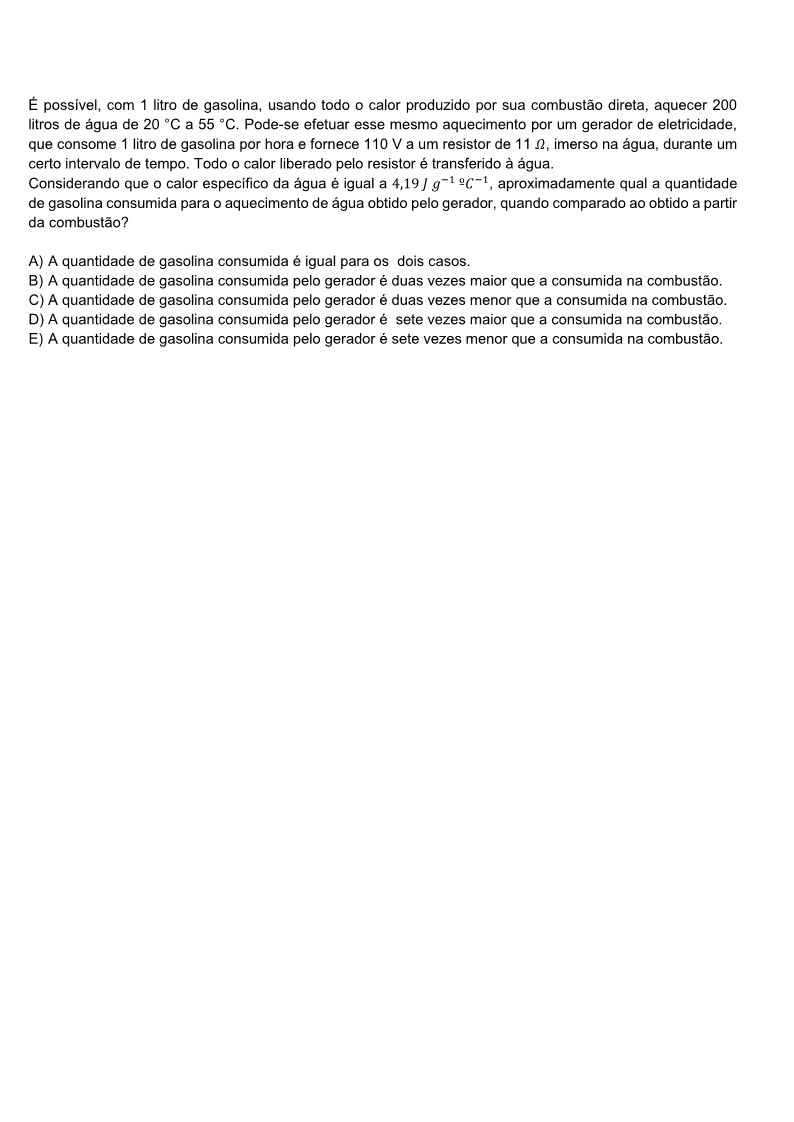 É possível, com 1 litro de gasolina, usando todo o calor produzido por sua combustão direta, aquecer 200
litros de água de 20 °C a 55 °C. Pode-se efetuar esse mesmo aquecimento por um gerador de eletricidade,
que consome 1 litro de gasolina por hora e fornece 110 V a um resistor de 11 Ω, imerso na água, durante um
certo intervalo de tempo. Todo o calor liberado pelo resistor é transferido à água.
Considerando que o calor específico da água é igual a 4,19 J g⁻¹ ºC⁻¹, aproximadamente qual a quantidade
de gasolina consumida para o aquecimento de água obtido pelo gerador, quando comparado ao obtido a partir
da combustão?
A) A quantidade de gasolina consumida é igual para os dois casos.
B) A quantidade de gasolina consumida pelo gerador é duas vezes maior que a consumida na combustão.
C) A quantidade de gasolina consumida pelo gerador é duas vezes menor que a consumida na combustão.
D) A quantidade de gasolina consumida pelo gerador é sete vezes maior que a consumida na combustão.
E) A quantidade de gasolina consumida pelo gerador é sete vezes menor que a consumida na combustão.